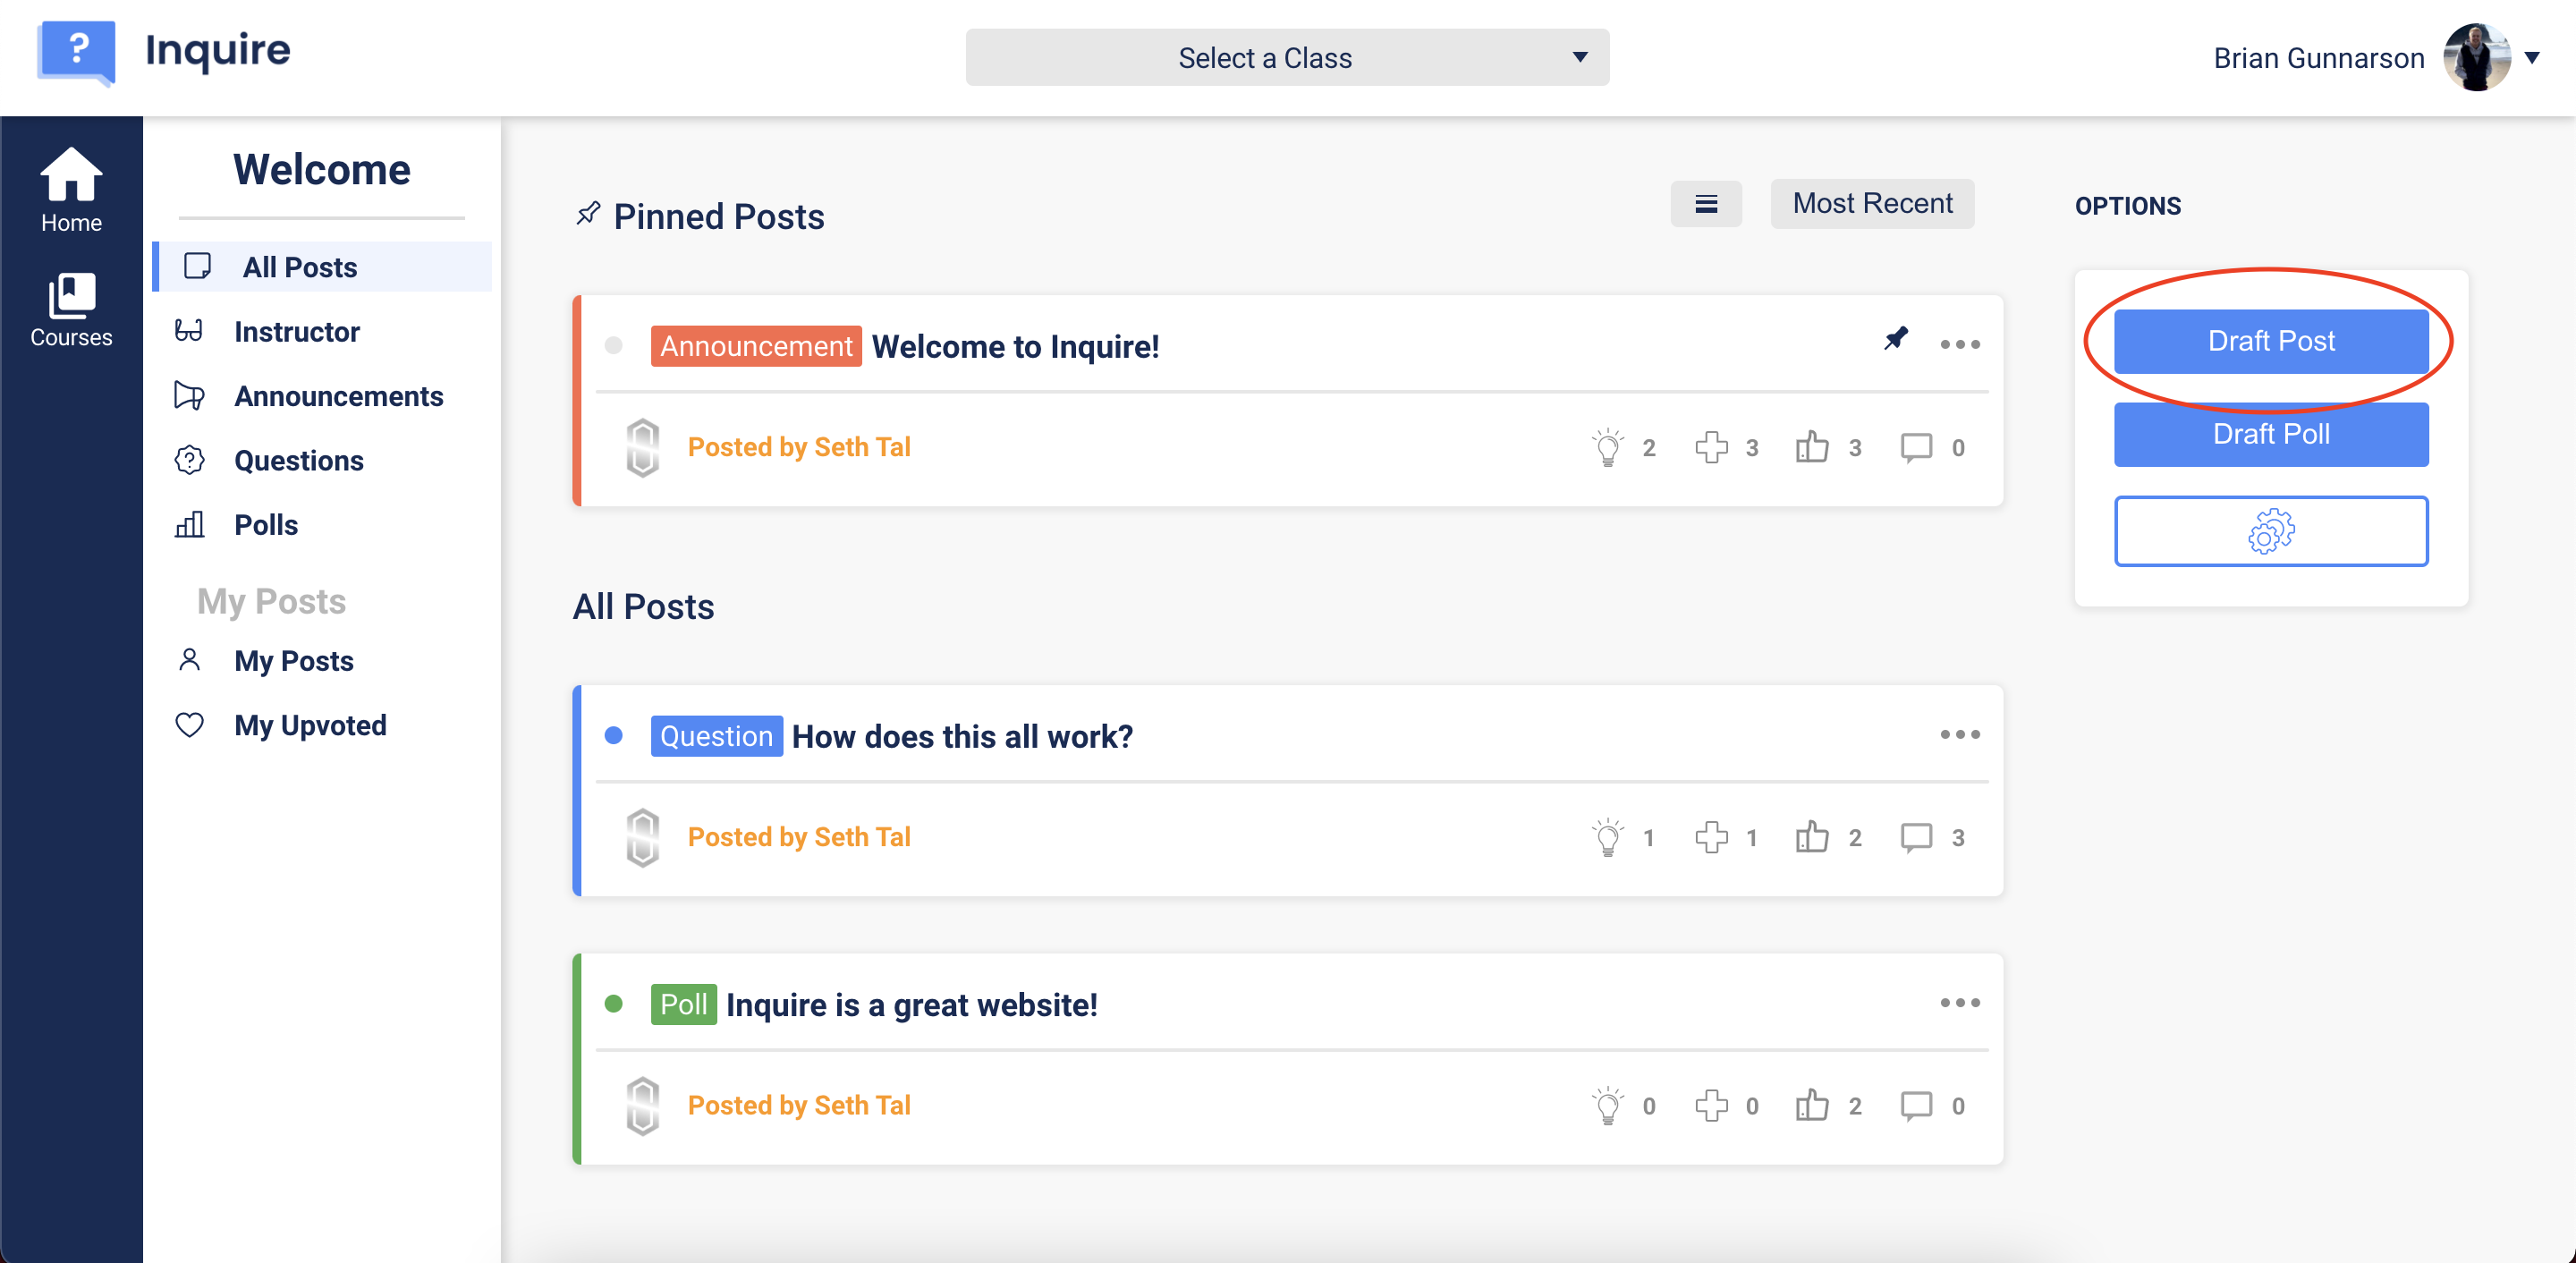 ?
Inquire
Select a Class
Brian Gunnarson
Home
Courses
Welcome
All Posts
Instructor
Announcements
Questions
?
Polls
My Posts
My Posts
My Upvoted
Pinned Posts
Most Recent
Announcement Welcome to Inquire!
Posted by Seth Tal
2 3 3 0
All Posts
Question How does this all work?
Posted by Seth Tal
1 1 2 3
Poll Inquire is a great website!
Posted by Seth Tal
0 0 2 0
OPTIONS
Draft Post
Draft Poll